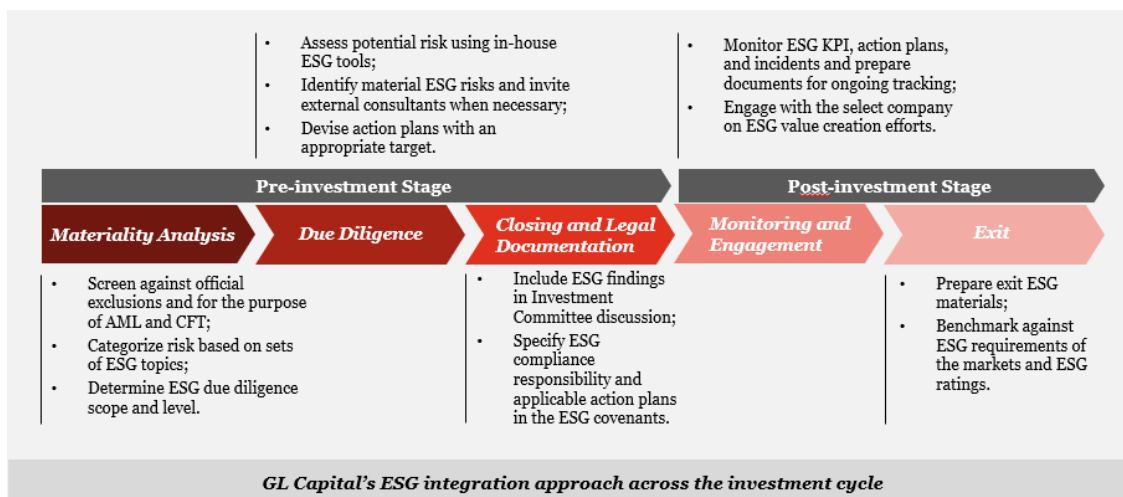 • Assess potential risk using in-house
ESG tools;
• Identify material ESG risks and invite
external consultants when necessary;
• Devise action plans with an
appropriate target.
• Monitor ESG KPI, action plans,
and incidents and prepare
documents for ongoing tracking;
• Engage with the select company
on ESG value creation efforts.
Pre-investment Stage
Post-investment Stage
Materiality Analysis
Due Diligence
Closing and Legal
Documentation
Monitoring and
Engagement
Exit
• Screen against official
exclusions and for the purpose
of AML and CFT;
• Categorize risk based on sets
of ESG topics;
• Determine ESG due diligence
scope and level.
• Include ESG findings
in Investment
Committee discussion;
• Specify ESG
compliance
responsibility and
applicable action plans
in the ESG covenants.
• Prepare exit ESG
materials;
• Benchmark against
ESG requirements of
the markets and ESG
ratings.
GL Capital's ESG integration approach across the investment cycle